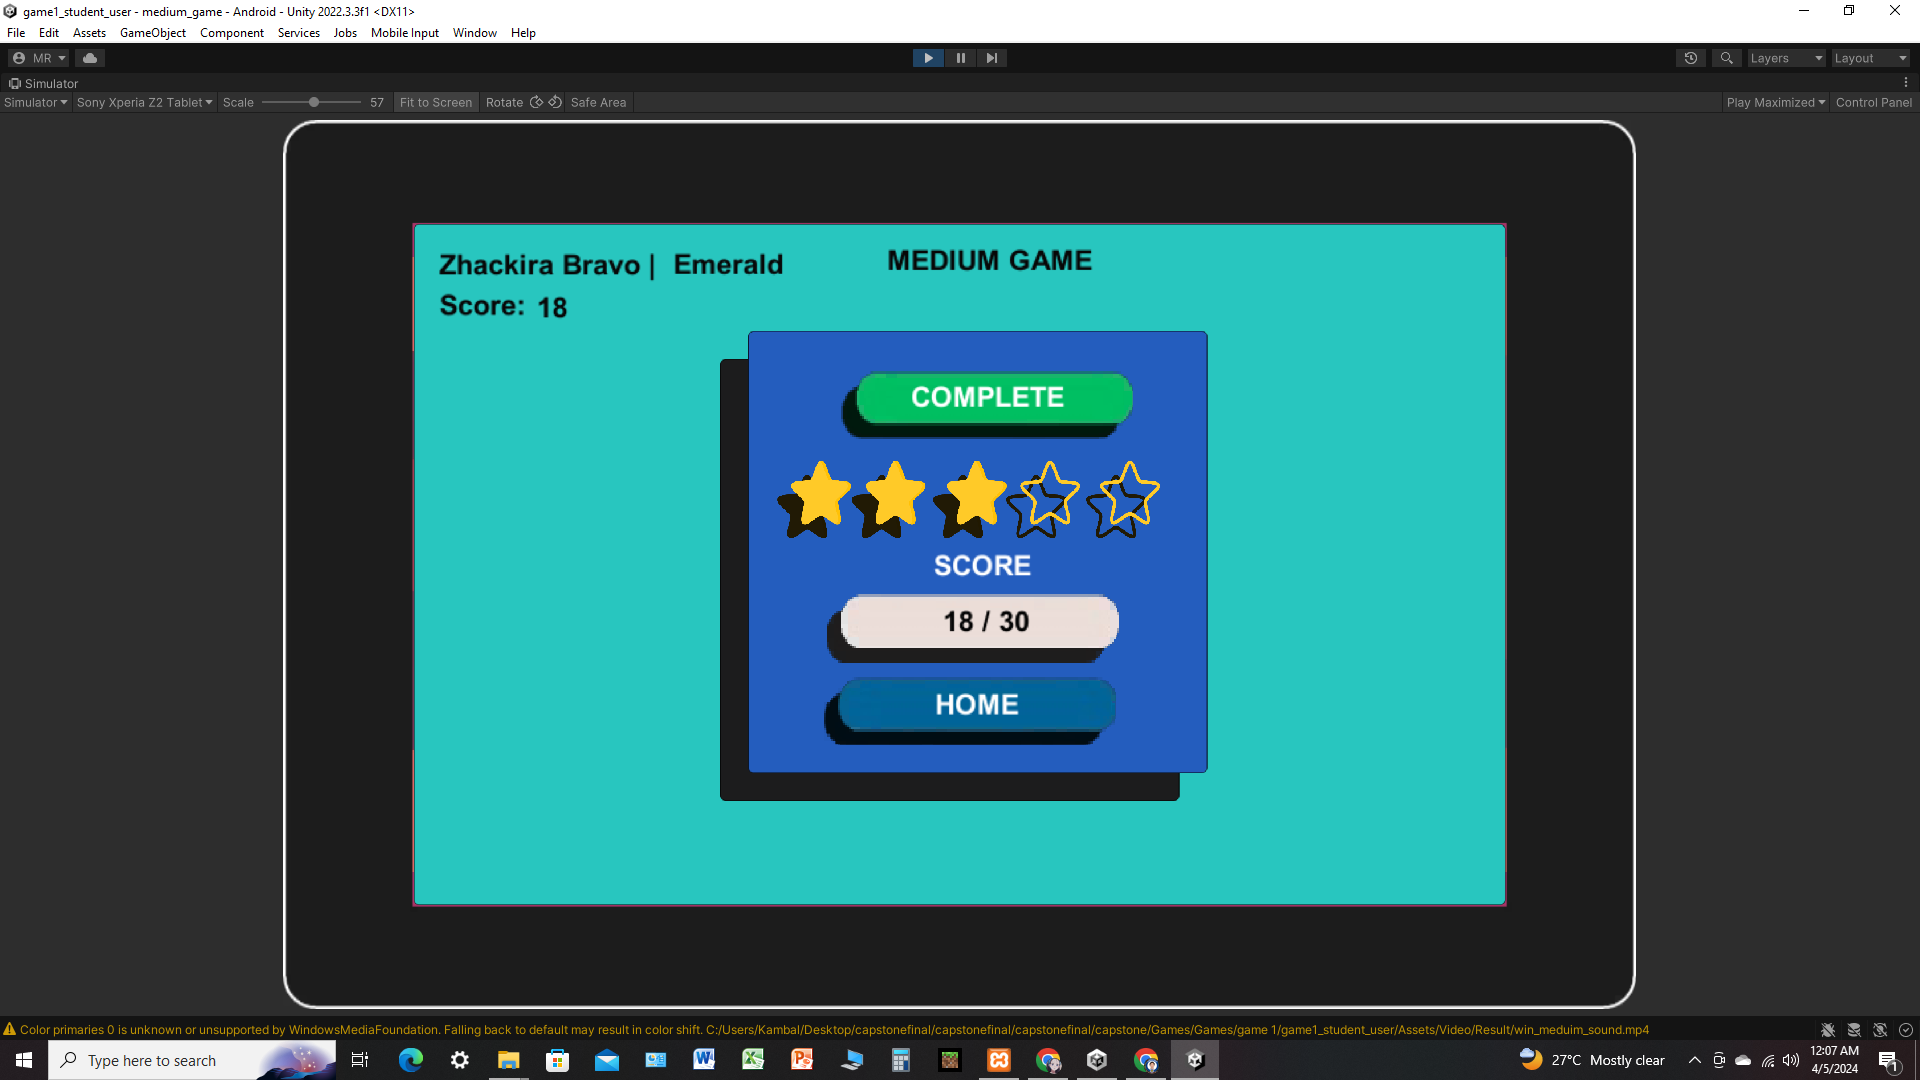 game1_student_user - medium_game - Android - Unity 2022.3.3f1 <DX11>
File Edit Assets GameObject Component Services Jobs Mobile Input Window Help
MR Layers Layout
Simulator
Simulator Sony Xperia Z2 Tablet Scale 57 Fit to Screen Rotate Safe Area Play Maximized Control Panel
Zhackira Bravo | Emerald MEDIUM GAME
Score: 18
COMPLETE
SCORE
18 / 30
HOME
Color primaries 0 is unknown or unsupported by WindowsMediaFoundation. Falling back to default may result in color shift. C:/Users/Kambal/Desktop/capstonefinal/capstonefinal/capstonefinal/capstone/Games/Games/game 1/game1_student_user/Assets/Video/Result/win_meduim_sound.mp4
Type here to search 27°C Mostly clear 12:07 AM
4/5/2024
1